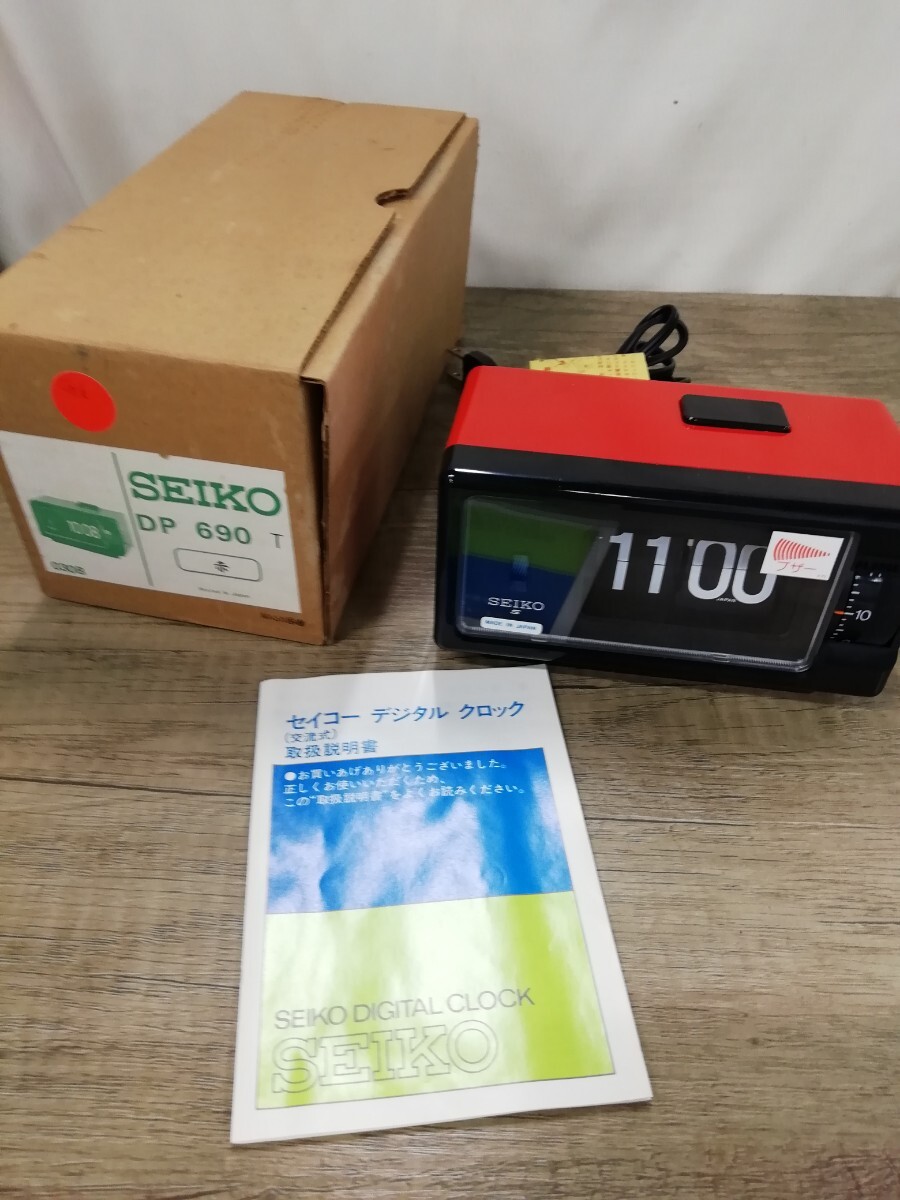 SEIKO
DP 690 T
赤
10:08
0308
SEIKO
MADE IN JAPAN
11 00
JAPAN
ブザー
10
セイコー デジタル クロック
(交流式)
取扱説明書
●お買いあげありがとうございました。
正しくお使いいただくため、
この"取扱説明書"をよくお読みください。
SEIKO DIGITAL CLOCK
SEIKO